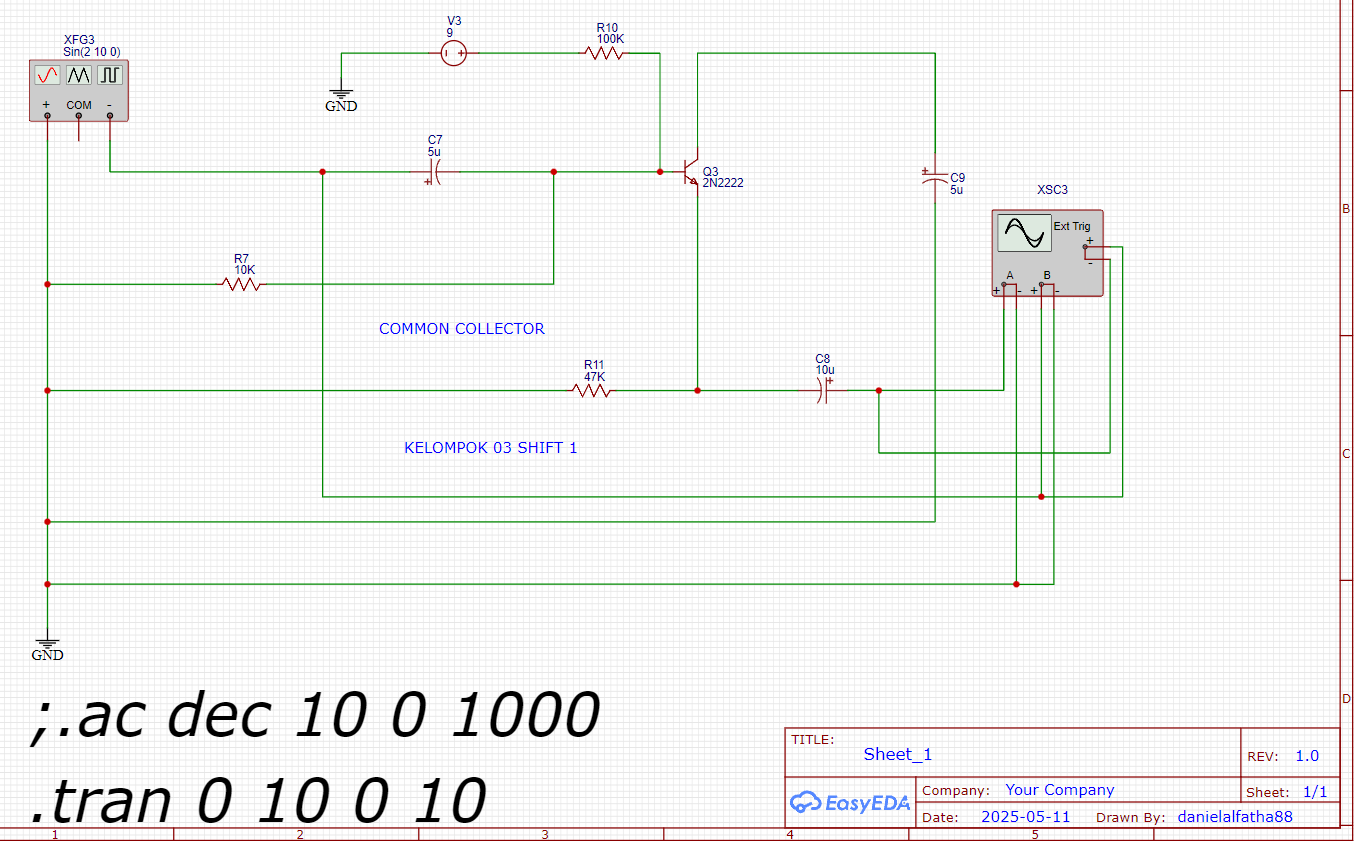 XFG3
Sin(2 10 0)
+ COM -
V3
9
R10
100K
GND
C7
5u
Q3
2N2222
C9
5u
XSC3
Ext Trig
+
-
A B
+ - + -
R7
10K
COMMON COLLECTOR
R11
47K
C8
10u
KELOMPOK 03 SHIFT 1
GND
;.ac dec 10 0 1000
.tran 0 10 0 10
TITLE:
Sheet_1
REV: 1.0
EasyEDA
Company: Your Company
Sheet: 1/1
Date: 2025-05-11 Drawn By: danielalfatha88
B
C
D
1 2 3 4 5